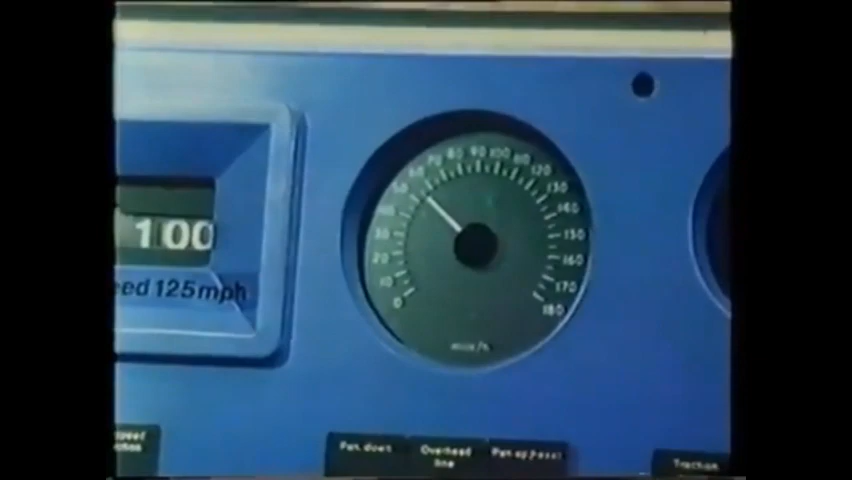 100
eed 125mph
0
10
20
30
40
50
60
70
80
90
100
110
120
130
140
150
160
170
180
mile/h
Pan down
Overhead
line
Pan up/reset
Traction